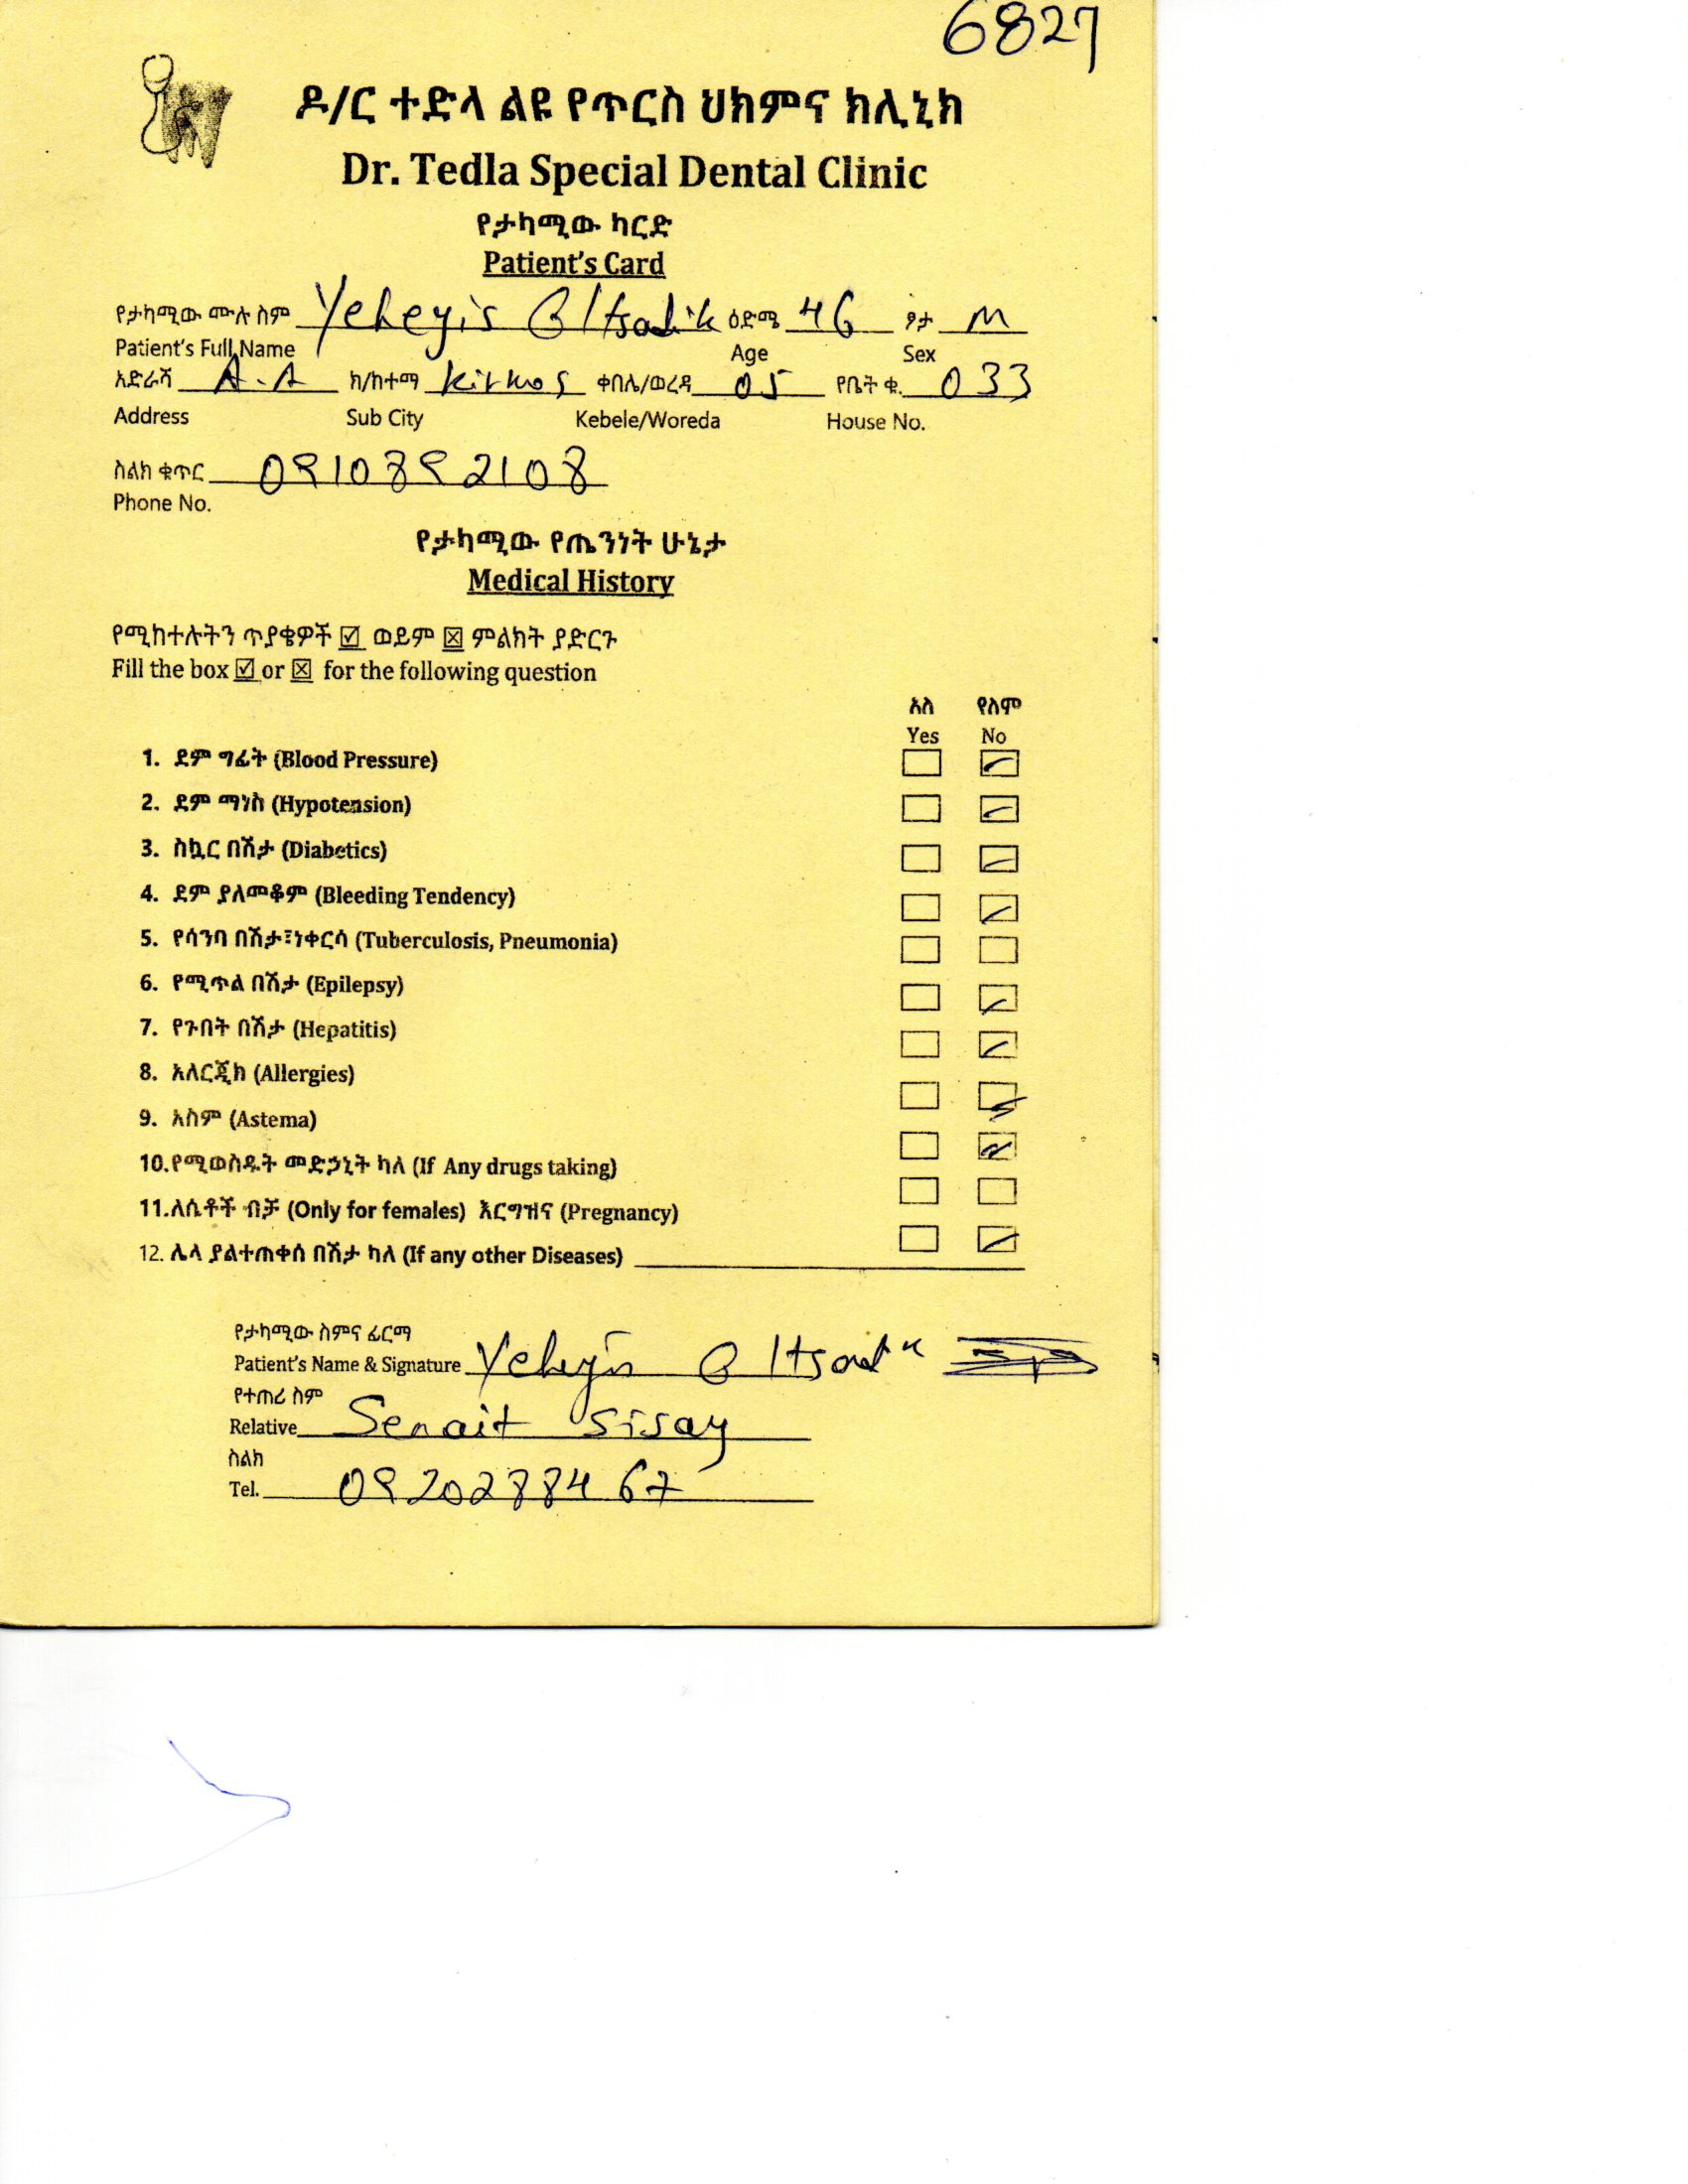 6827
ዶ/ር ተድላ ልዩ የጥርስ ህክምና ክሊኒክ
Dr. Tedla Special Dental Clinic
የታካሚው ካርድ
Patient's Card
የታካሚው ሙሉ ስም Yeheyis G/tsadik ዕድሜ 46 ፆታ M
Patient's Full Name Age Sex
አድራሻ A.A ክ/ከተማ Kirkos ቀበሌ/ወረዳ 05 የቤት ቁ. 033
Address Sub City Kebele/Woreda House No.
ስልክ ቁጥር 0910892108
Phone No.
የታካሚው የጤንነት ሁኔታ
Medical History
የሚከተሉትን ጥያቄዎች ☑ ወይም ☒ ምልክት ያድርጉ
Fill the box ☑ or ☒ for the following question
አለ የለም
Yes No
1. ደም ግፊት (Blood Pressure)
2. ደም ማነስ (Hypotension)
3. ስኳር በሽታ (Diabetics)
4. ደም ያለመቆም (Bleeding Tendency)
5. የሳንባ በሽታ፣ነቀርሳ (Tuberculosis, Pneumonia)
6. የሚጥል በሽታ (Epilepsy)
7. የጉበት በሽታ (Hepatitis)
8. አለርጂክ (Allergies)
9. አስም (Astema)
10.የሚወስዱት መድኃኒት ካለ (If Any drugs taking)
11.ለሴቶች ብቻ (Only for females) እርግዝና (Pregnancy)
12. ሌላ ያልተጠቀሰ በሽታ ካለ (If any other Diseases)
የታካሚው ስምና ፊርማ
Patient's Name & Signature Yeheyis G/tsadik
የተጠሪ ስም
Relative Senait Sisay
ስልክ
Tel. 0920288467